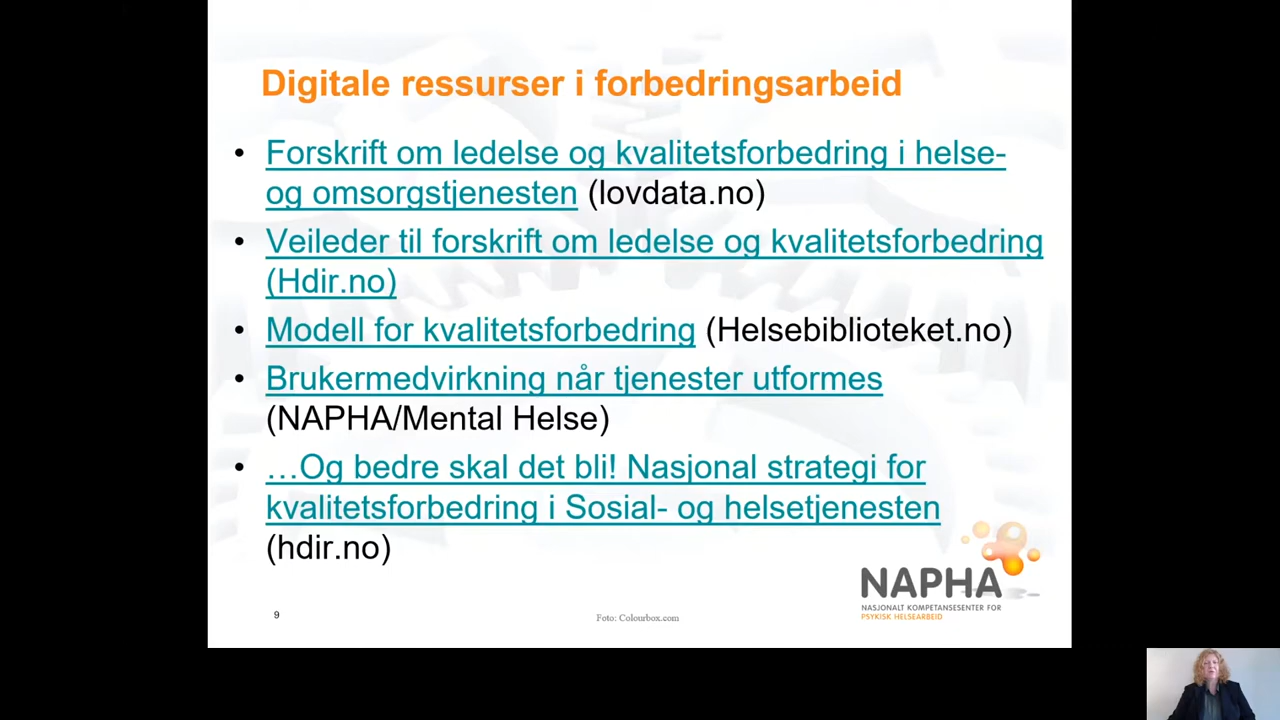 Digitale ressurser i forbedringsarbeid
• Forskrift om ledelse og kvalitetsforbedring i helse-
og omsorgstjenesten (lovdata.no)
• Veileder til forskrift om ledelse og kvalitetsforbedring
(Hdir.no)
• Modell for kvalitetsforbedring (Helsebiblioteket.no)
• Brukermedvirkning når tjenester utformes
(NAPHA/Mental Helse)
• …Og bedre skal det bli! Nasjonal strategi for
kvalitetsforbedring i Sosial- og helsetjenesten
(hdir.no)
NAPHA
NASJONALT KOMPETANSESENTER FOR
PSYKISK HELSEARBEID
9
Foto: Colourbox.com